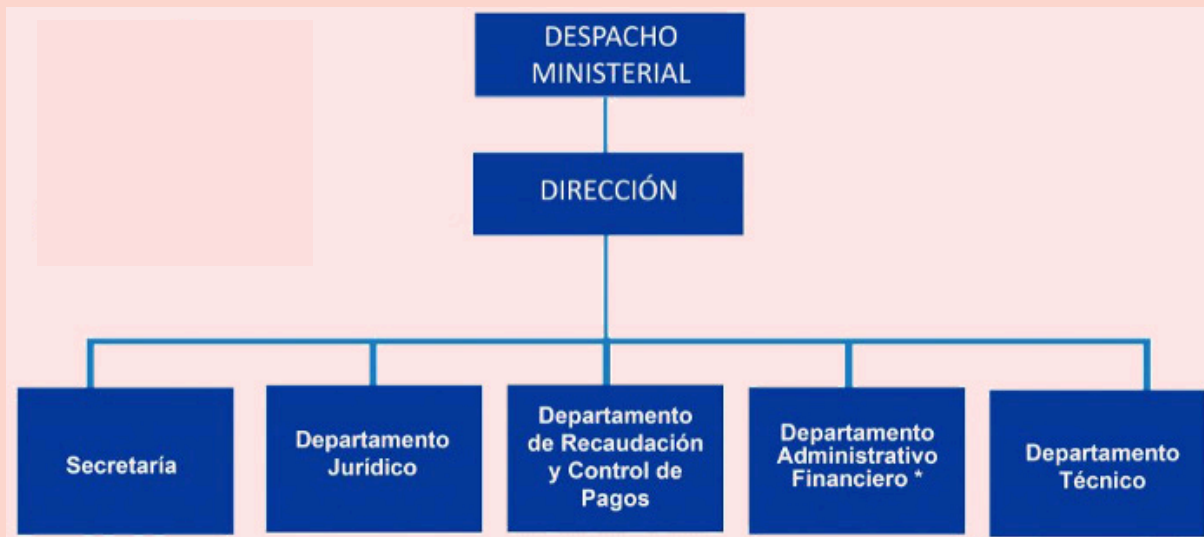 DESPACHO
MINISTERIAL
DIRECCIÓN
Secretaría
Departamento
Jurídico
Departamento
de Recaudación
y Control de
Pagos
Departamento
Administrativo
Financiero *
Departamento
Técnico